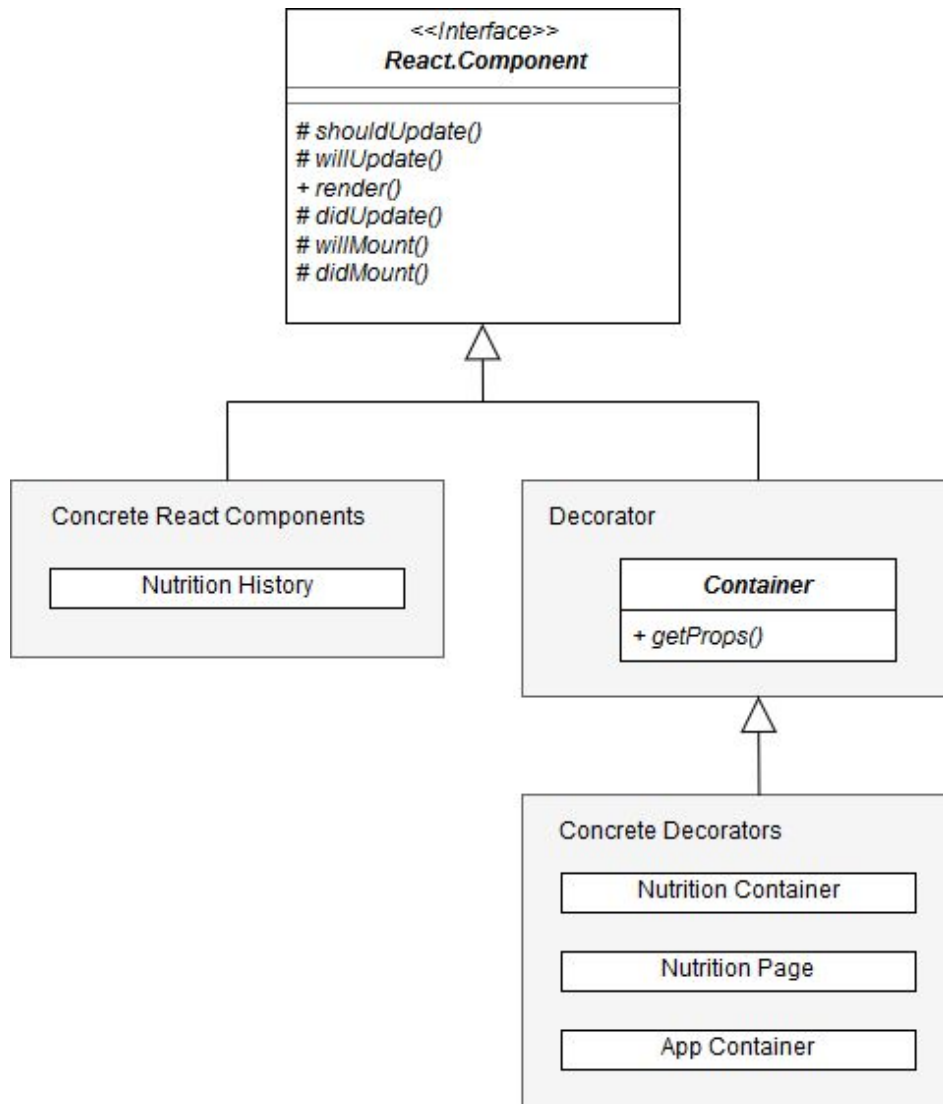 <<Interface>>
React.Component
# shouldUpdate()
# willUpdate()
+ render()
# didUpdate()
# willMount()
# didMount()
Concrete React Components
Nutrition History
Decorator
Container
+ getProps()
Concrete Decorators
Nutrition Container
Nutrition Page
App Container